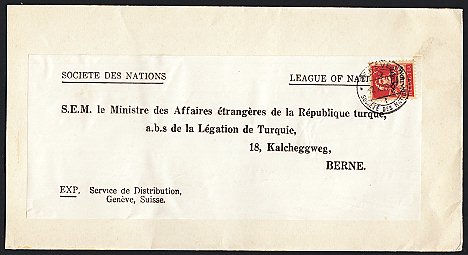 SOCIETE DES NATIONS LEAGUE OF NATI
S.E.M. le Ministre des Affaires étrangères de la République turque,
a.b.s de la Légation de Turquie,
18, Kalcheggweg,
BERNE.
EXP. Service de Distribution,
Genève, Suisse.